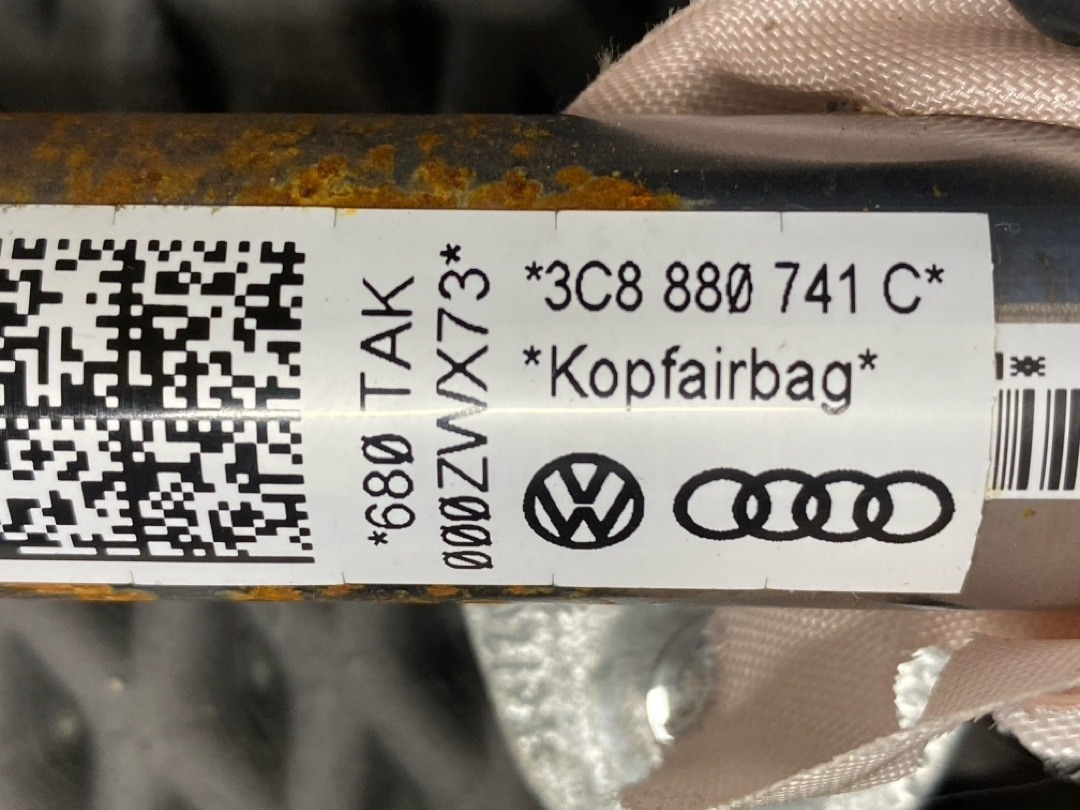 *3C8 880 741 C*
*Kopfairbag*
*680 TAK
000ZWX73*